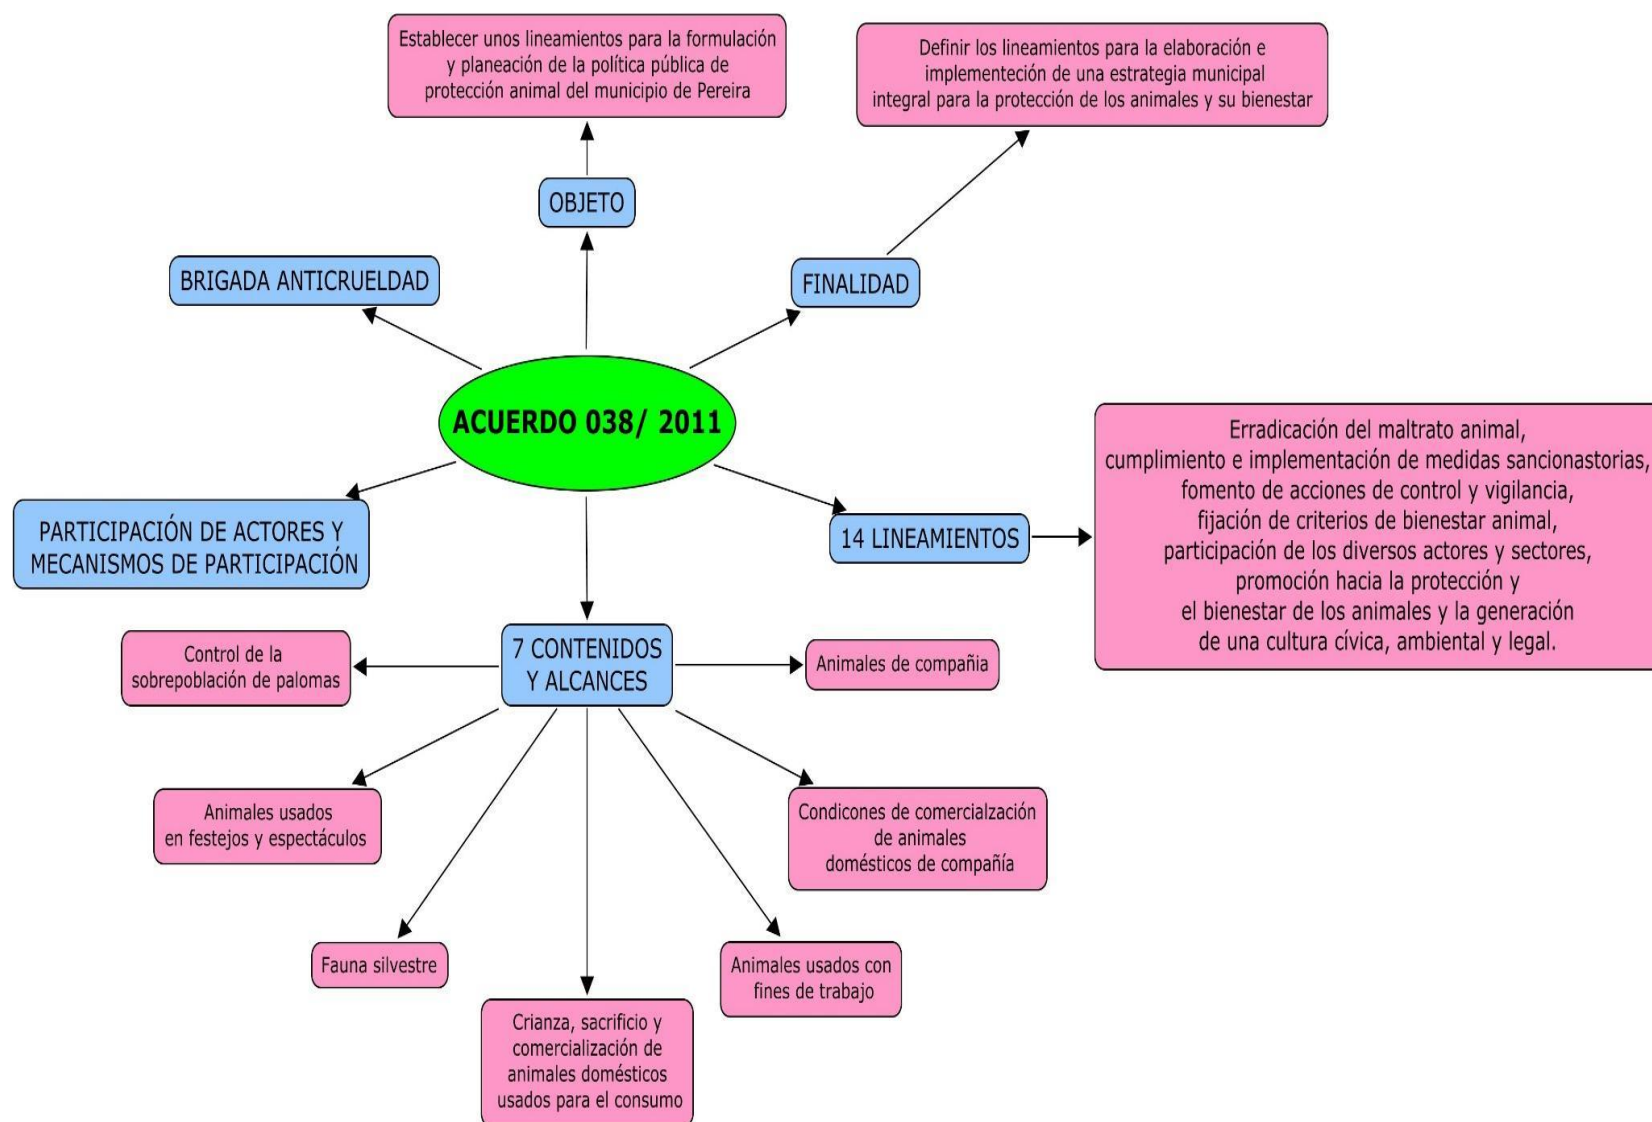 Establecer unos lineamientos para la formulación
y planeación de la política pública de
protección animal del municipio de Pereira
Definir los lineamientos para la elaboración e
implemeteción de una estrategia municipal
integral para la protección de los animales y su bienestar
OBJETO
BRIGADA ANTICRUELDAD
FINALIDAD
ACUERDO 038/ 2011
PARTICIPACIÓN DE ACTORES Y
MECANISMOS DE PARTICIPACIÓN
14 LINEAMIENTOS
Erradicación del maltrato animal,
cumplimiento e implementación de medidas sancionastorias,
fomento de acciones de control y vigilancia,
fijación de criterios de bienestar animal,
participación de los diversos actores y sectores,
promoción hacia la protección y
el bienestar de los animales y la generación
de una cultura cívica, ambiental y legal.
7 CONTENIDOS
Y ALCANCES
Control de la
sobrepoblación de palomas
Animales de compañia
Animales usados
en festejos y espectáculos
Condicones de comercialzación
de animales
domésticos de compañía
Fauna silvestre
Animales usados con
fines de trabajo
Crianza, sacrificio y
comercialización de
animales domésticos
usados para el consumo